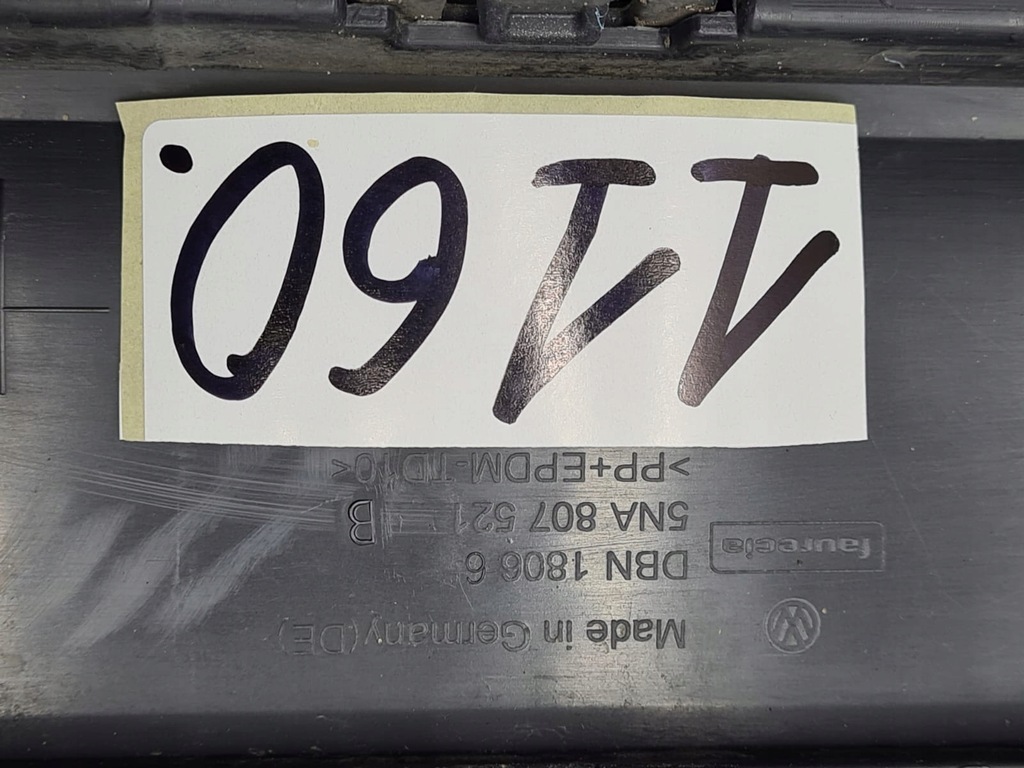 Made in Germany(DE)
DBN 1806 6
faurecia
5NA 807 521 B
>PP+EPDM-TD10<
1160.